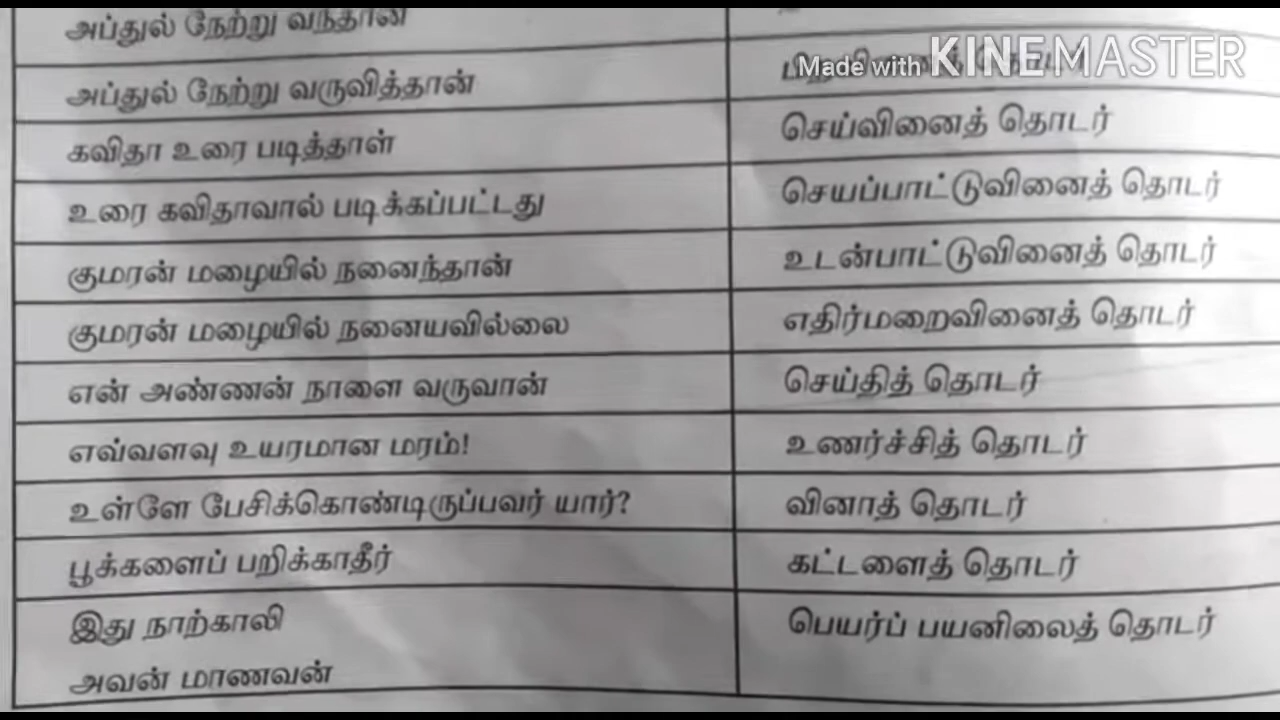 அப்துல் நேற்று வந்தான்
Made with KINEMASTER
அப்துல் நேற்று வருவித்தான்
கவிதா உரை படித்தாள் செய்வினைத் தொடர்
உரை கவிதாவால் படிக்கப்பட்டது செயப்பாட்டுவினைத் தொடர்
குமரன் மழையில் நனைந்தான் உடன்பாட்டுவினைத் தொடர்
குமரன் மழையில் நனையவில்லை எதிர்மறைவினைத் தொடர்
என் அண்ணன் நாளை வருவான் செய்தித் தொடர்
எவ்வளவு உயரமான மரம்! உணர்ச்சித் தொடர்
உள்ளே பேசிக்கொண்டிருப்பவர் யார்? வினாத் தொடர்
பூக்களைப் பறிக்காதீர் கட்டளைத் தொடர்
இது நாற்காலி பெயர்ப் பயனிலைத் தொடர்
அவன் மாணவன்